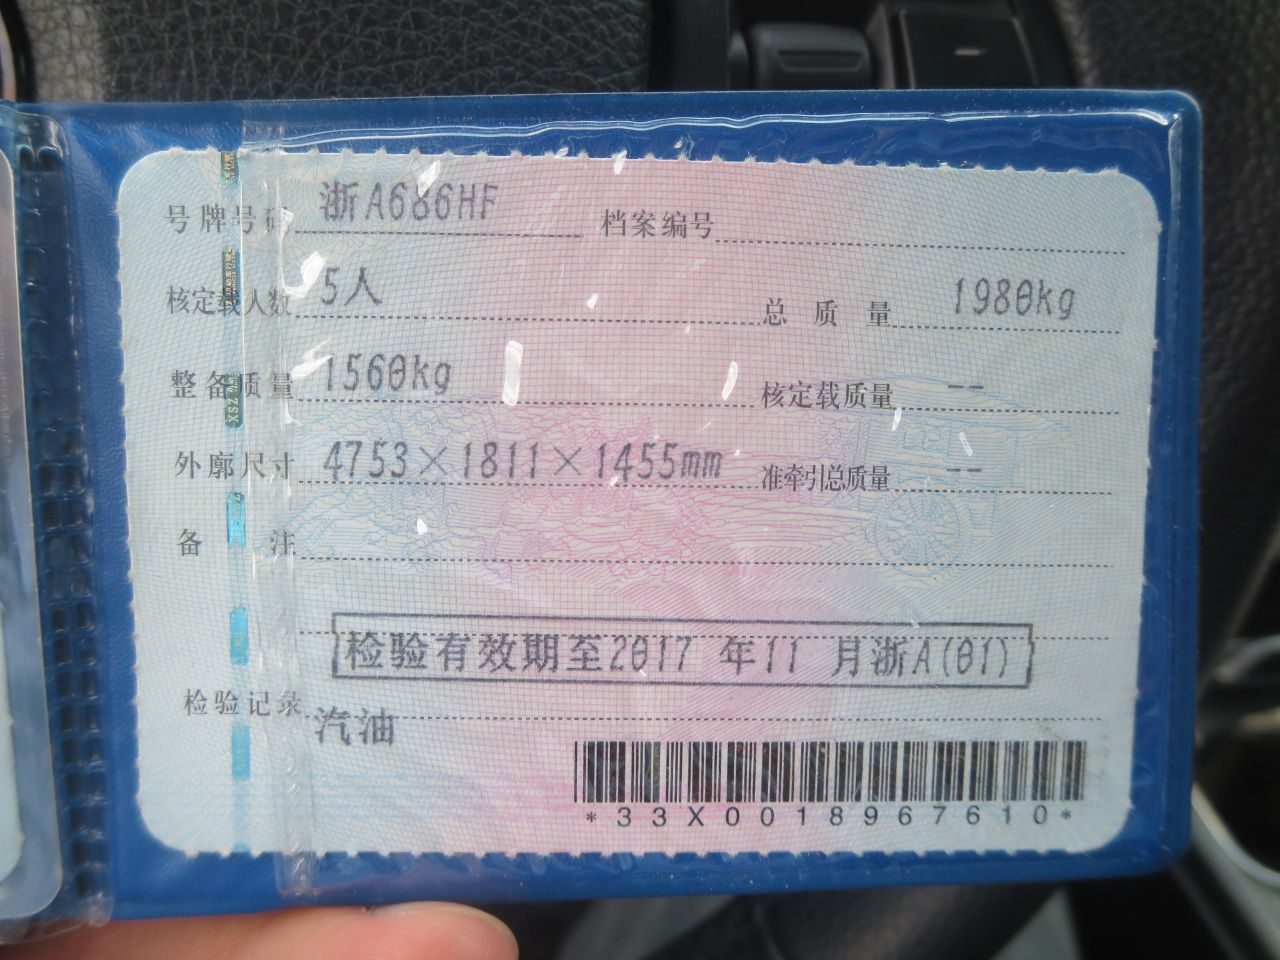 号牌号码 浙A686HF 档案编号
核定载人数 5人 总质量 1980kg
整备质量 1560kg 核定载质量 --
外廓尺寸 4753×1811×1455mm 准牵引总质量 --
备注
检验有效期至2017 年11 月浙A(01)
检验记录
汽油
*33X0018967610*